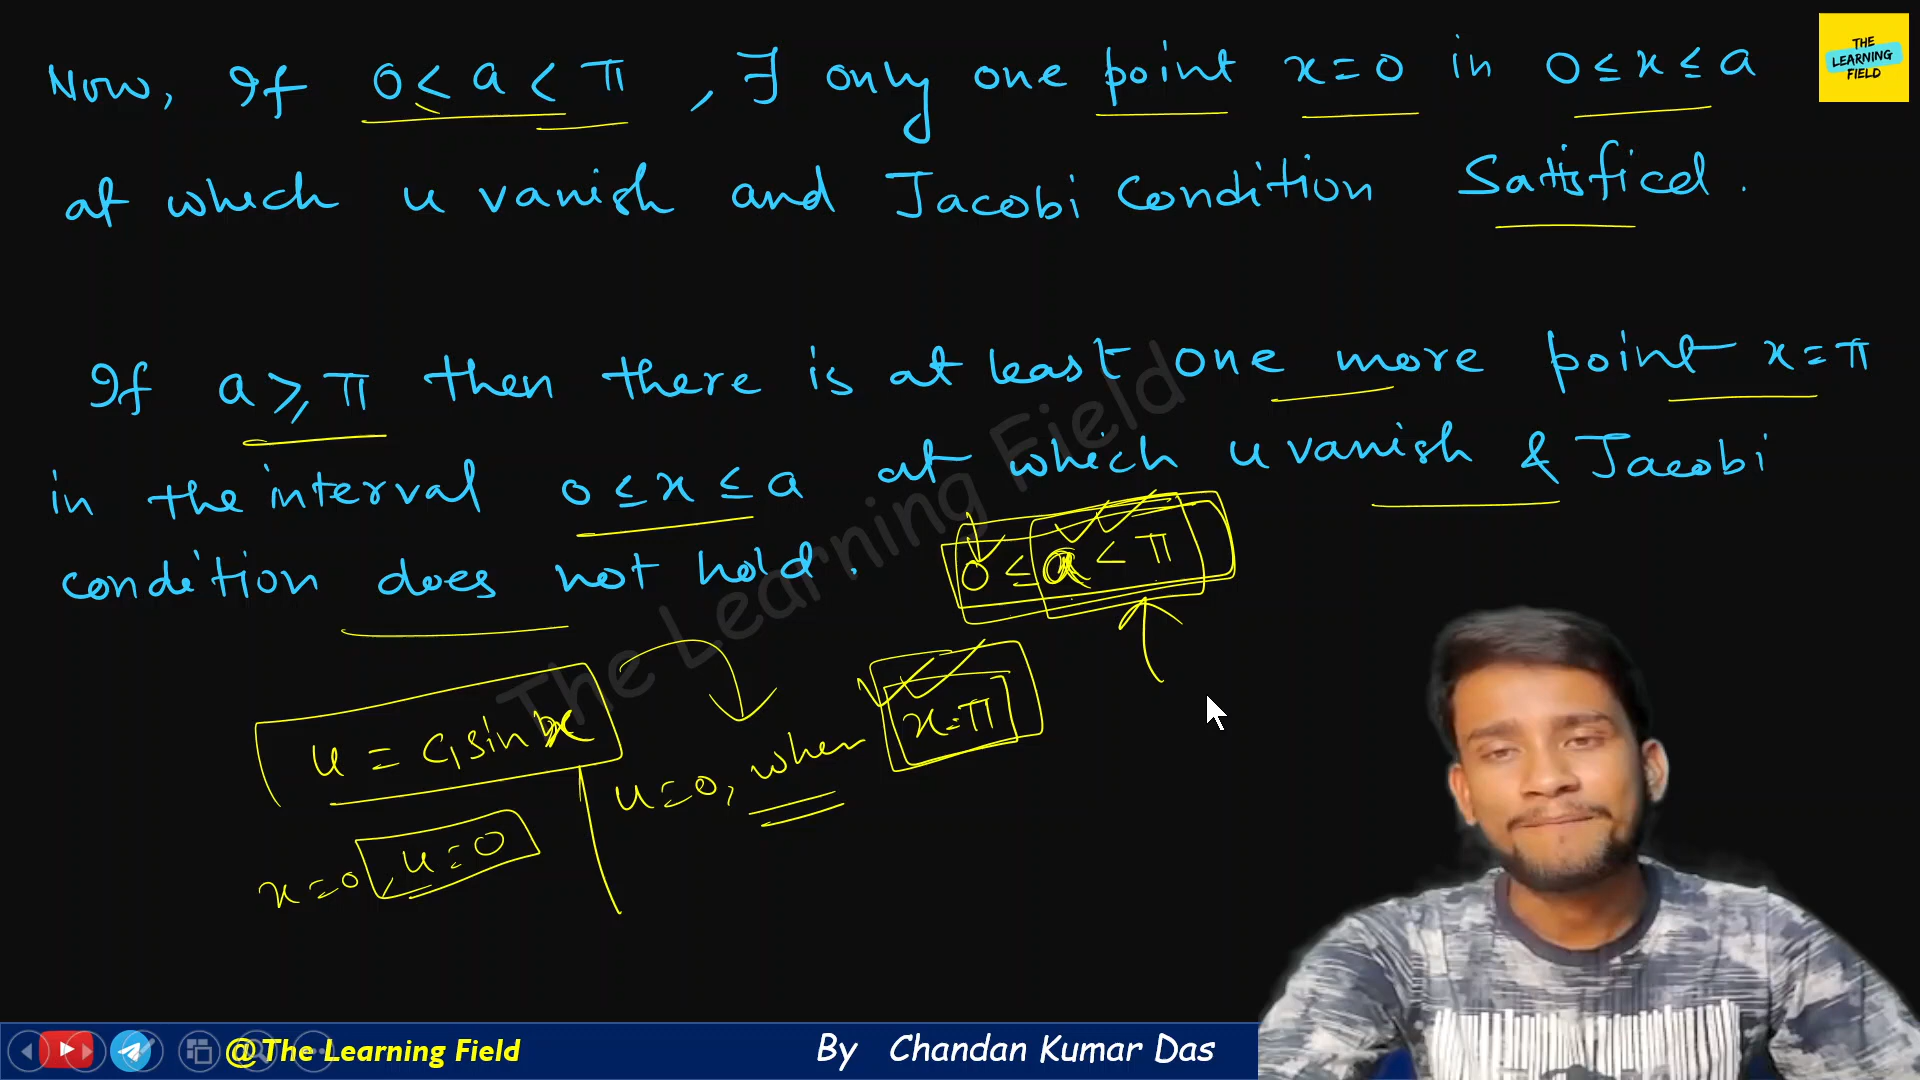 Now, If 0 < a < π, ∃ only one point x=0 in 0 ≤ x ≤ a
at which u vanish and Jacobi Condition Satisfied.
If a ⩾ π then there is at least one more point x=π
in the interval 0 ≤ x ≤ a at which u vanish & Jacobi
condition does not hold.
0 ≤ a < π
u = C₁ sin x
u=0, when x=π
x=0, u=0
THE
LEARNING
FIELD
The Learning Field
@The Learning Field
By Chandan Kumar Das